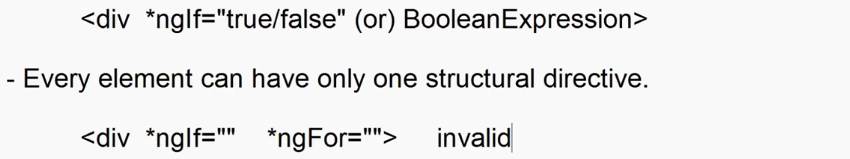 <div  *ngIf="true/false" (or) BooleanExpression>
- Every element can have only one structural directive.
<div  *ngIf=""    *ngFor="">     invalid